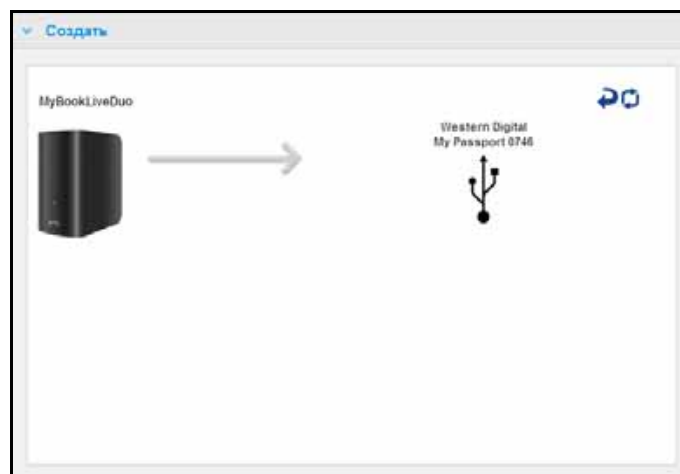 Создать
MyBookLiveDuo
Western Digital
My Passport 0746